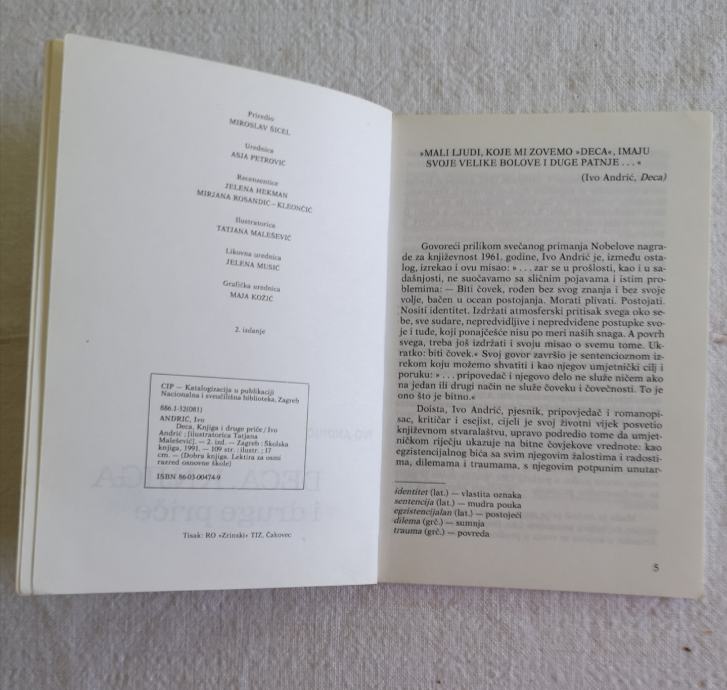 Priredio
MIROSLAV ŠICEL
Urednica
ASJA PETROVIĆ
Recenzentice
JELENA HEKMAN
MIRJANA ROSANDIĆ-KLEONČIĆ
Ilustratorica
TATJANA MALEŠEVIĆ
Likovna urednica
JELENA MUSIĆ
Grafička urednica
MAJA KOŽIĆ
2. izdanje
CIP — Katalogizacija u publikaciji
Nacionalna i sveučilišna biblioteka, Zagreb
886.1-32(081)
ANDRIĆ, Ivo
Deca, Knjiga i druge priče / Ivo
Andrić ; [ilustratorica Tatjana
Malešević]. — 2. izd. — Zagreb : Školska
knjiga, 1991. — 109 str. : ilustr. ; 17
cm. — (Dobra knjiga. Lektira za osmi
razred osnovne škole)
ISBN 86-03-00474-9
Tisak: RO »Zrinski« TIZ, Čakovec
»MALI LJUDI, KOJE MI ZOVEMO »DECA«, IMAJU
SVOJE VELIKE BOLOVE I DUGE PATNJE . . .«
(Ivo Andrić, Deca)
Govoreći prilikom svečanog primanja Nobelove nagra-
de za književnost 1961. godine, Ivo Andrić je, između osta-
log, izrekao i ovu misao: » . . . zar se u prošlosti, kao i u sa-
dašnjosti, ne suočavamo sa sličnim pojavama i istim pro-
blemima: — Biti čovek, rođen bez svog znanja i bez svoje
volje, bačen u ocean postojanja. Morati plivati. Postojati.
Nositi identitet. Izdržati atmosferski pritisak svega oko se-
be, sve sudare, nepredvidljive i nepredviđene postupke svo-
je i tuđe, koji ponajčešće nisu po meri naših snaga. A povrh
svega, treba još izdržati i svoju misao o svemu tome. Uk-
ratko: biti čovek.« Svoj govor završio je sentencioznom iz-
rekom koju možemo shvatiti i kao njegov umjetnički cilj i
poruku: » . . . pripovedač i njegovo delo ne služe ničem ako
na jedan ili drugi način ne služe čoveku i čovečnosti. To je
ono što je bitno.«
Doista, Ivo Andrić, pjesnik, pripovjedač i romanopi-
sac, kritičar i esejist, cijeli je svoj životni vijek posvetio
književnom stvaralaštvu, upravo podredio tome da umjet-
ničkom riječju ukazuje na bitne čovjekove vrednote: kao
egzistencijalnog bića sa svim njegovim žalostima i radosti-
ma, dilemama i traumama, s njegovim potpunim unutar-
identitet (lat.) — vlastita oznaka
sentencija (lat.) — mudra pouka
egzistencijalan (lat.) — postojeći
dilema (grč.) — sumnja
trauma (grč.) — povreda
5